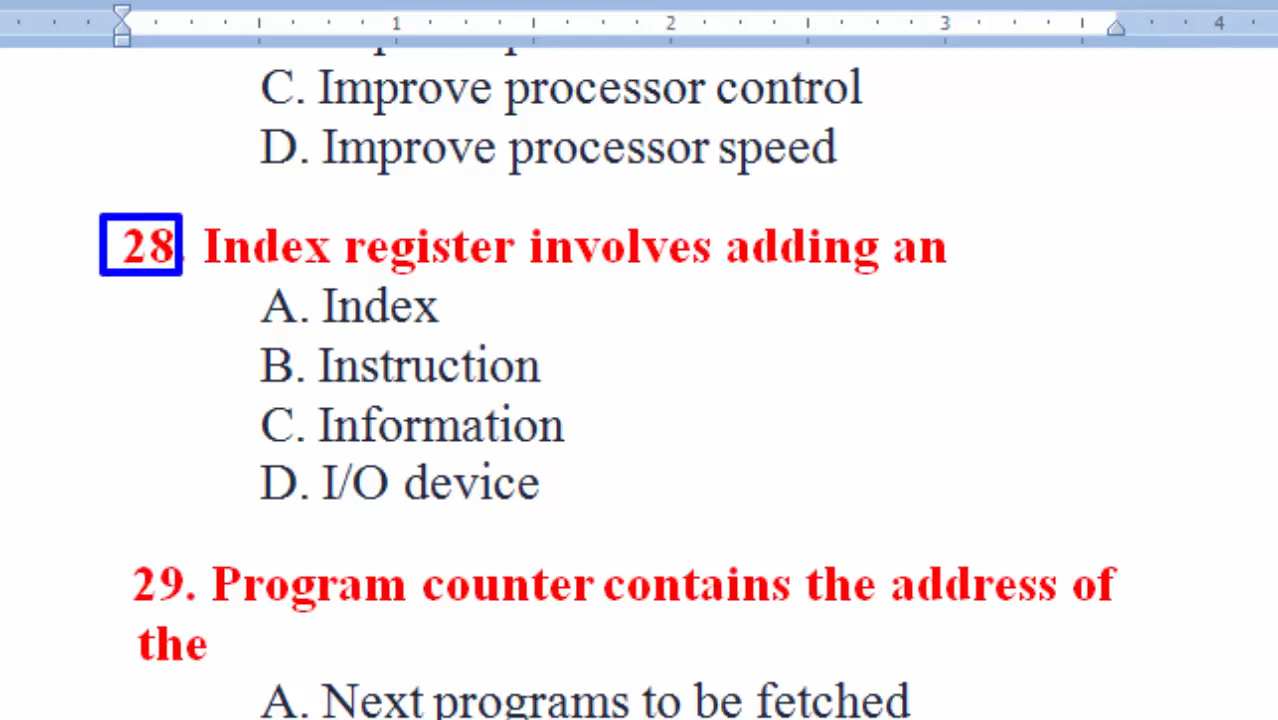 1 2 3 4
C. Improve processor control
D. Improve processor speed
28. Index register involves adding an
A. Index
B. Instruction
C. Information
D. I/O device
29. Program counter contains the address of
the
A. Next programs to be fetched